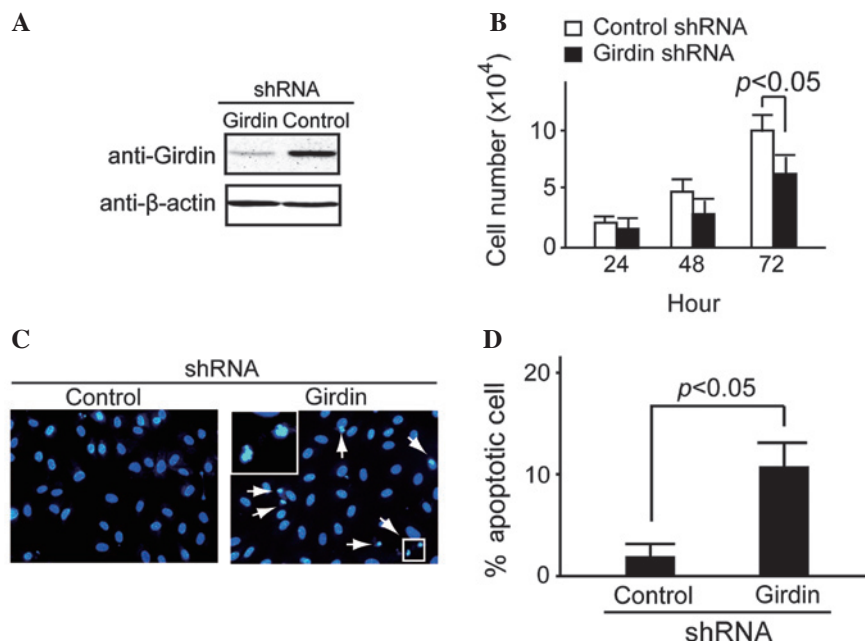 A
shRNA
Girdin Control
anti-Girdin
anti-β-actin
B
Control shRNA
Girdin shRNA
Cell number (x10⁴)
p<0.05
10
5
0
24 48 72
Hour
C
shRNA
Control Girdin
D
% apoptotic cell
20
10
0
p<0.05
Control Girdin
shRNA